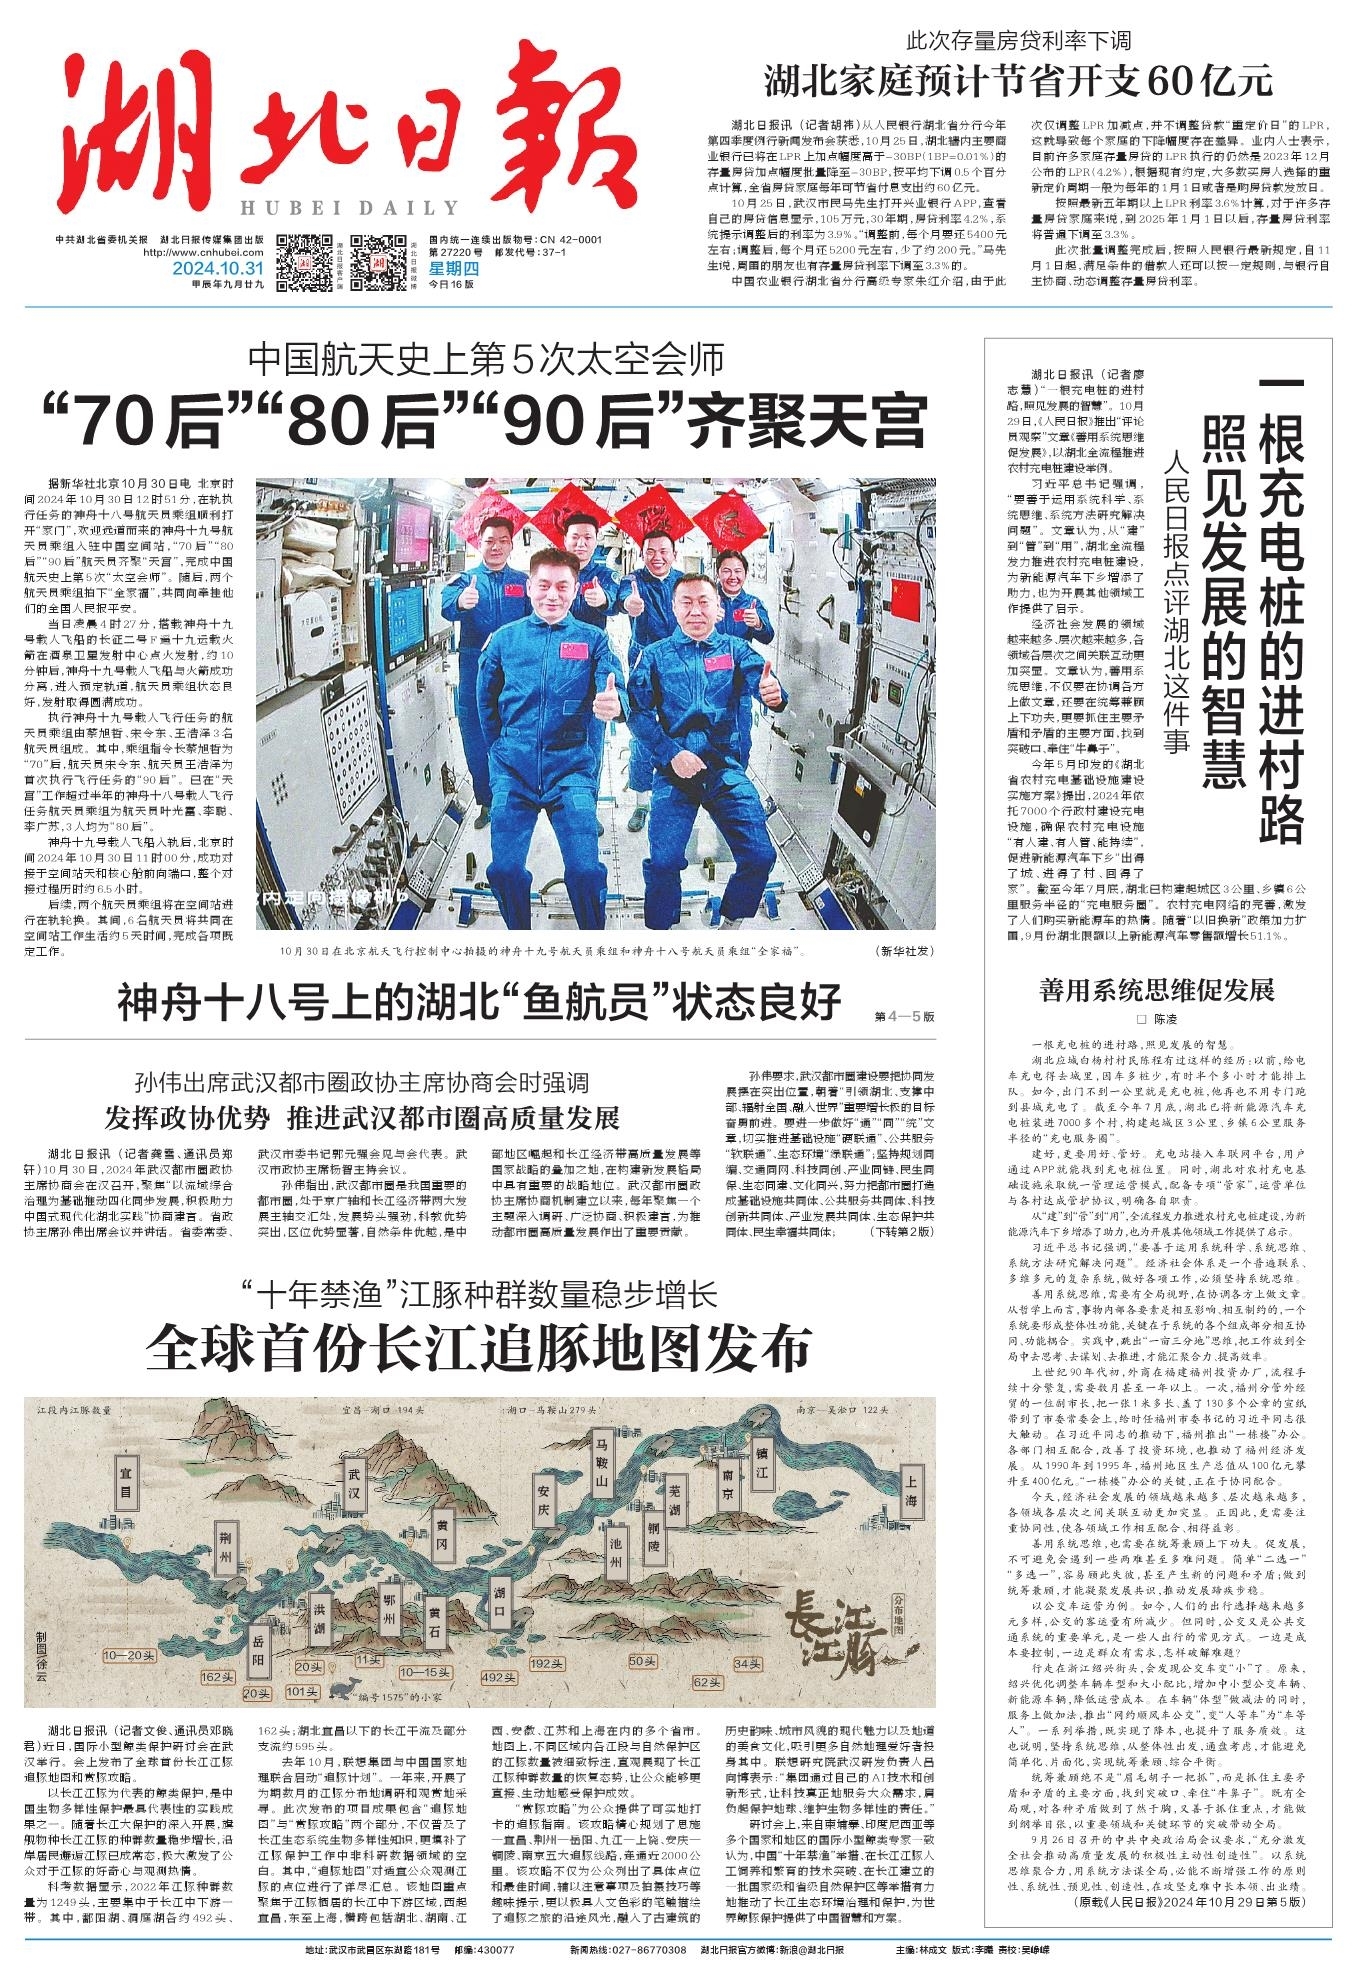 湖北日报
HUBEI DAILY
中共湖北省委机关报 湖北日报传媒集团出版
http://www.cnhubei.com
2024.10.31
甲辰年九月廿九
湖北日报客户端
湖北日报微博
国内统一连续出版物号：CN 42-0001
第27220号 邮发代号：37-1
星期四
今日16版
此次存量房贷利率下调
湖北家庭预计节省开支60亿元
湖北日报讯（记者胡祎）从人民银行湖北省分行今年
第四季度例行新闻发布会获悉，10月25日，湖北辖内主要商
业银行已将在LPR上加点幅度高于-30BP（1BP=0.01%）的
存量房贷加点幅度批量降至-30BP，按平均下调0.5个百分
点计算，全省房贷家庭每年可节省付息支出约60亿元。
10月25日，武汉市民马先生打开兴业银行APP，查看
自己的房贷信息显示，105万元，30年期，房贷利率4.2%，系
统提示调整后的利率为3.9%。“调整前，每个月要还5400元
左右；调整后，每个月还5200元左右，少了约200元。”马先
生说，周围的朋友也有存量房贷利率下调至3.3%的。
中国农业银行湖北省分行高级专家朱江介绍，由于此
次仅调整LPR加减点，并不调整贷款“重定价日”的LPR，
这就导致每个家庭的下降幅度存在差异。业内人士表示，
目前许多家庭存量房贷的LPR执行的仍然是2023年12月
公布的LPR（4.2%），根据现有约定，大多数买房人选择的重
新定价周期一般为每年的1月1日或者是购房贷款发放日。
按照最新五年期以上LPR利率3.6%计算，对于许多存
量房贷家庭来说，到2025年1月1日以后，存量房贷利率
将普遍下调至3.3%。
此次批量调整完成后，按照人民银行最新规定，自11
月1日起，满足条件的借款人还可以按一定规则，与银行自
主协商、动态调整存量房贷利率。
中国航天史上第5次太空会师
“70后”“80后”“90后”齐聚天宫
据新华社北京10月30日电 北京时
间2024年10月30日12时51分，在轨执
行任务的神舟十八号航天员乘组顺利打
开“家门”，欢迎远道而来的神舟十九号航
天员乘组入驻中国空间站，“70后”“80
后”“90后”航天员齐聚“天宫”，完成中国
航天史上第5次“太空会师”。随后，两个
航天员乘组拍下“全家福”，共同向牵挂他
们的全国人民报平安。
当日凌晨4时27分，搭载神舟十九
号载人飞船的长征二号F遥十九运载火
箭在酒泉卫星发射中心点火发射，约10
分钟后，神舟十九号载人飞船与火箭成功
分离，进入预定轨道，航天员乘组状态良
好，发射取得圆满成功。
执行神舟十九号载人飞行任务的航
天员乘组由蔡旭哲、宋令东、王浩泽3名
航天员组成。其中，乘组指令长蔡旭哲为
“70”后，航天员宋令东、航天员王浩泽为
首次执行飞行任务的“90后”。已在“天
宫”工作超过半年的神舟十八号载人飞行
任务航天员乘组为航天员叶光富、李聪、
李广苏，3人均为“80后”。
神舟十九号载人飞船入轨后，北京时
间2024年10月30日11时00分，成功对
接于空间站天和核心舱前向端口，整个对
接过程历时约6.5小时。
后续，两个航天员乘组将在空间站进
行在轨轮换。其间，6名航天员将共同在
空间站工作生活约5天时间，完成各项既
定工作。
内定向摄像机b
10月30日在北京航天飞行控制中心拍摄的神舟十九号航天员乘组和神舟十八号航天员乘组“全家福”。
（新华社发）
神舟十八号上的湖北“鱼航员”状态良好
第4—5版
一根充电桩的进村路
照见发展的智慧
人民日报点评湖北这件事
湖北日报讯（记者廖
志慧）“一根充电桩的进村
路，照见发展的智慧”。10月
29日，《人民日报》推出“评论
员观察”文章《善用系统思维
促发展》，以湖北全流程推进
农村充电桩建设举例。
习近平总书记强调，
“要善于运用系统科学、系
统思维、系统方法研究解决
问题”。文章认为，从“建”
到“管”到“用”，湖北全流程
发力推进农村充电桩建设，
为新能源汽车下乡增添了
助力，也为开展其他领域工
作提供了启示。
经济社会发展的领域
越来越多、层次越来越多，各
领域各层次之间关联互动更
加突显。文章认为，善用系
统思维，不仅要在协调各方
上做文章，还要在统筹兼顾
上下功夫，更要抓住主要矛
盾和矛盾的主要方面，找到
突破口、牵住“牛鼻子”。
今年5月印发的《湖北
省农村充电基础设施建设
实施方案》提出，2024年依
托7000个行政村建设充电
设施，确保农村充电设施
“有人建、有人管、能持续”，
促进新能源汽车下乡“出得
了城、进得了村、回得了
家”。截至今年7月底，湖北已构建起城区3公里、乡镇6公
里服务半径的“充电服务圈”。农村充电网络的完善，激发
了人们购买新能源车的热情。随着“以旧换新”政策加力扩
围，9月份湖北限额以上新能源汽车零售额增长51.1%。
善用系统思维促发展
□ 陈凌
一根充电桩的进村路，照见发展的智慧。
湖北应城白杨村村民陈程有过这样的经历：以前，给电
车充电得去城里，因车多桩少，有时半个多小时才能排上
队。如今，出门不到一公里就是充电桩，他再也不用专门跑
到县城充电了。截至今年7月底，湖北已将新能源汽车充
电桩装进7000多个村，构建起城区3公里、乡镇6公里服务
半径的“充电服务圈”。
建好，更要用好、管好。充电站接入车联网平台，用户
通过APP就能找到充电桩位置。同时，湖北对农村充电基
础设施采取统一管理运营模式，配备专项“管家”，运营单位
与各村达成管护协议，明确各自职责。
从“建”到“管”到“用”，全流程发力推进农村充电桩建设，为新
能源汽车下乡增添了助力，也为开展其他领域工作提供了启示。
习近平总书记强调，“要善于运用系统科学、系统思维、
系统方法研究解决问题”。经济社会体系是一个普遍联系、
多维多元的复杂系统，做好各项工作，必须坚持系统思维。
善用系统思维，需要有全局视野，在协调各方上做文章。
从哲学上而言，事物内部各要素是相互影响、相互制约的，一个
系统要形成整体性功能，关键在于系统的各个组成部分相互协
同、功能耦合。实践中，跳出“一亩三分地”思维，把工作放到全
局中去思考、去谋划、去推进，才能汇聚合力、提高效率。
上世纪90年代初，外商在福建福州投资办厂，流程手
续十分繁复，需要数月甚至一年以上。一次，福州分管外经
贸的一位副市长，把一张1米多长、盖了130多个公章的宣纸
带到了市委常委会上，给时任福州市委书记的习近平同志很
大触动。在习近平同志的推动下，福州推出“一栋楼”办公。
各部门相互配合，改善了投资环境，也推动了福州经济发
展。从1990年到1995年，福州地区生产总值从100亿元攀
升至400亿元。“一栋楼”办公的关键，正在于协同配合。
今天，经济社会发展的领域越来越多、层次越来越多，
各领域各层次之间关联互动更加突显。正因此，更需要注
重协同性，使各领域工作相互配合、相得益彰。
善用系统思维，也需要在统筹兼顾上下功夫。促发展，
不可避免会遇到一些两难甚至多难问题。简单“二选一”
“多选一”，容易顾此失彼，甚至产生新的问题和矛盾；做到
统筹兼顾，才能凝聚发展共识，推动发展蹄疾步稳。
以公交车运营为例。如今，人们的出行选择越来越多
元多样，公交的客运量有所减少。但同时，公交又是公共交
通系统的重要单元，是一些人出行的常见方式。一边是成
本要控制，一边是群众有需求，怎样破解难题？
行走在浙江绍兴街头，会发现公交车变“小”了。原来，
绍兴优化调整车辆车型和大小配比，增加中小型公交车辆、
新能源车辆，降低运营成本。在车辆“体型”做减法的同时，
服务上做加法，推出“网约顺风车公交”，变“人等车”为“车等
人”。一系列举措，既实现了降本，也提升了服务质效。这
也说明，坚持系统思维，从整体性出发，通盘考虑，才能避免
简单化、片面化，实现统筹兼顾、综合平衡。
统筹兼顾绝不是“眉毛胡子一把抓”，而是抓住主要矛
盾和矛盾的主要方面，找到突破口、牵住“牛鼻子”。既有全
局观，对各种矛盾做到了然于胸，又善于抓住重点，才能做
到纲举目张，以重要领域和关键环节的突破带动全局。
9月26日召开的中共中央政治局会议要求，“充分激发
全社会推动高质量发展的积极性主动性创造性”。以系统
思维聚合力，用系统方法谋全局，必能不断增强工作的原则
性、系统性、预见性、创造性，在攻坚克难中长本领、出业绩。
（原载《人民日报》2024年10月29日第5版）
孙伟出席武汉都市圈政协主席协商会时强调
发挥政协优势 推进武汉都市圈高质量发展
湖北日报讯（记者龚雪、通讯员郑
轩）10月30日，2024年武汉都市圈政协
主席协商会在汉召开，聚焦“以流域综合
治理为基础推动四化同步发展，积极助力
中国式现代化湖北实践”协商建言。省政
协主席孙伟出席会议并讲话。省委常委、
武汉市委书记郭元强会见与会代表。武
汉市政协主席杨智主持会议。
孙伟指出，武汉都市圈是我国重要的
都市圈，处于京广轴和长江经济带两大发
展主轴交汇处，发展势头强劲，科教优势
突出，区位优势显著，自然条件优越，是中
部地区崛起和长江经济带高质量发展等
国家战略的叠加之地，在构建新发展格局
中具有重要的战略地位。武汉都市圈政
协主席协商机制建立以来，每年聚焦一个
主题深入调研、广泛协商、积极建言，为推
动都市圈高质量发展作出了重要贡献。
孙伟要求，武汉都市圈建设要把协同发
展摆在突出位置，朝着“引领湖北、支撑中
部、辐射全国、融入世界”重要增长极的目标
奋勇前进。要进一步做好“通”“同”“统”文
章，切实推进基础设施“硬联通”、公共服务
“软联通”、生态环境“绿联通”；坚持规划同
编、交通同网、科技同创、产业同链、民生同
保、生态同建、文化同兴，努力把都市圈打造
成基础设施共同体、公共服务共同体、科技
创新共同体、产业发展共同体、生态保护共
同体、民生幸福共同体； （下转第2版）
“十年禁渔”江豚种群数量稳步增长
全球首份长江追豚地图发布
江段内江豚数量
宜昌—湖口 194头
湖口—马鞍山279头
南京—吴淞口 122头
宜昌
荆州
岳阳
洪湖
武汉
鄂州
黄冈
黄石
湖口
安庆
池州
马鞍山
铜陵
芜湖
南京
镇江
上海
長江江豚
分布地图
制图/徐云
10—20头
162头
20头
20头
101头
11头
10—15头
“编号1575”的小家
492头
192头
50头
62头
34头
湖北日报讯（记者文俊、通讯员邓晓
君）近日，国际小型鲸类保护研讨会在武
汉举行。会上发布了全球首份长江江豚
追豚地图和赏豚攻略。
以长江江豚为代表的鲸类保护，是中
国生物多样性保护最具代表性的实践成
果之一。随着长江大保护的深入开展，旗
舰物种长江江豚的种群数量稳步增长，沿
岸居民邂逅江豚已成常态，极大激发了公
众对于江豚的好奇心与观测热情。
科考数据显示，2022年江豚种群数
量为1249头，主要集中于长江中下游一
带。其中，鄱阳湖、洞庭湖各约492头、
162头；湖北宜昌以下的长江干流及部分
支流约595头。
去年10月，联想集团与中国国家地
理联合启动“追豚计划”。一年来，开展了
为期数月的江豚分布地调研和观赏地采
寻。此次发布的项目成果包含“追豚地
图”与“赏豚攻略”两个部分，不仅普及了
长江生态系统生物多样性知识，更填补了
江豚保护工作中非科研数据领域的空
白。其中，“追豚地图”对适宜公众观测江
豚的点位进行了详尽汇总。该地图重点
聚焦于江豚栖居的长江中下游区域，西起
宜昌，东至上海，横跨包括湖北、湖南、江
西、安徽、江苏和上海在内的多个省市。
地图上，不同区域内各江段与自然保护区
的江豚数量被细致标注，直观展现了长江
江豚种群数量的恢复态势，让公众能够更
直接、生动地感受保护成效。
“赏豚攻略”为公众提供了可实地打
卡的追豚指南。该攻略精心规划了恩施
—宜昌、荆州—岳阳、九江—上饶、安庆—
铜陵、南京五大追豚线路，连通近2000公
里。该攻略不仅为公众列出了具体点位
和最佳时间，辅以注意事项及拍摄技巧等
趣味提示，更以极具人文色彩的笔触描绘
了追豚之旅的沿途风光，融入了古建筑的
历史韵味、城市风貌的现代魅力以及地道
的美食文化，吸引更多自然地理爱好者投
身其中。联想研究院武汉研发负责人吕
向博表示：“集团通过自己的AI技术和创
新形式，让科技真正地服务大众需求，肩
负起保护地球、维护生物多样性的责任。”
研讨会上，来自柬埔寨、印度尼西亚等
多个国家和地区的国际小型鲸类专家一致
认为，中国“十年禁渔”举措、在长江江豚人
工饲养和繁育的技术突破、在长江建立的
一批国家级和省级自然保护区等举措有力
地推动了长江生态环境治理和保护，为世
界鲸豚保护提供了中国智慧和方案。
地址：武汉市武昌区东湖路181号 邮编：430077 新闻热线：027-86770308 湖北日报官方微博：新浪@湖北日报 主编：林成文 版式：李曦 责校：吴峥嵘